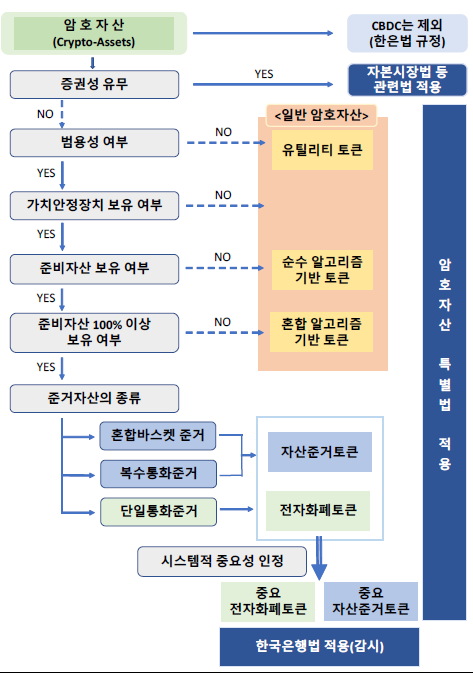 암호자산
(Crypto-Assets)
CBDC는 제외
(한은법 규정)
증권성 유무
YES
자본시장법 등
관련법 적용
NO
<일반 암호자산>
범용성 여부
NO
유틸리티 토큰
YES
가치안정장치 보유 여부
NO
YES
준비자산 보유 여부
NO
순수 알고리즘
기반 토큰
YES
준비자산 100% 이상
보유 여부
NO
혼합 알고리즘
기반 토큰
YES
준거자산의 종류
혼합바스켓 준거
복수통화준거
자산준거토큰
단일통화준거
전자화폐토큰
시스템적 중요성 인정
중요
전자화폐토큰
중요
자산준거토큰
한국은행법 적용(감시)
암호자산 특별법 적용